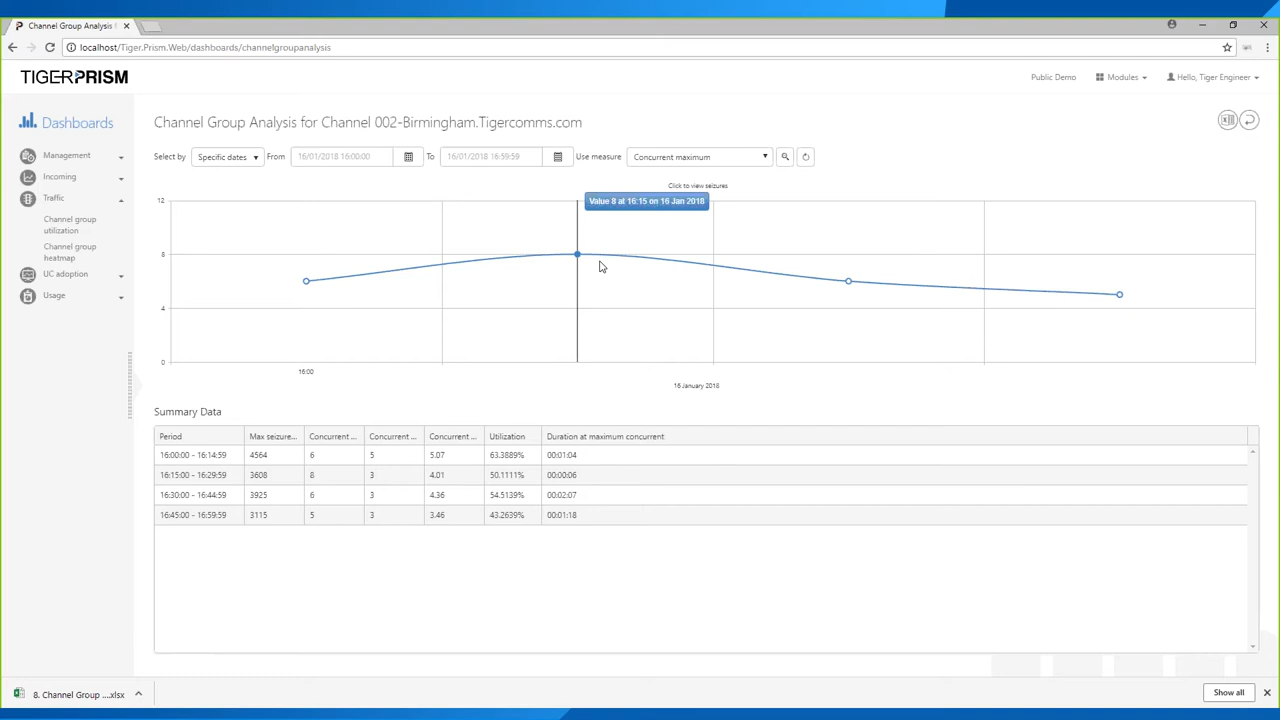 Channel Group Analysis f
localhost/Tiger.Prism.Web/dashboards/channelgroupanalysis
TIGERPRISM
Public Demo
Modules
Hello, Tiger Engineer
Dashboards
Management
Incoming
Traffic
Channel group
utilization
Channel group
heatmap
UC adoption
Usage
Channel Group Analysis for Channel 002-Birmingham.Tigercomms.com
Select by Specific dates From 16/01/2018 16:00:00 To 16/01/2018 16:59:59 Use measure Concurrent maximum
Click to view seizures
Value 8 at 16:15 on 16 Jan 2018
12
8
4
0
16:00
16 January 2018
Summary Data
Period Max seizure... Concurrent ... Concurrent ... Concurrent ... Utilization Duration at maximum concurrent
16:00:00 - 16:14:59 4564 6 5 5.07 63.3889% 00:01:04
16:15:00 - 16:29:59 3608 8 3 4.01 50.1111% 00:00:06
16:30:00 - 16:44:59 3925 6 3 4.36 54.5139% 00:02:07
16:45:00 - 16:59:59 3115 5 3 3.46 43.2639% 00:01:18
8. Channel Group ....xlsx
Show all